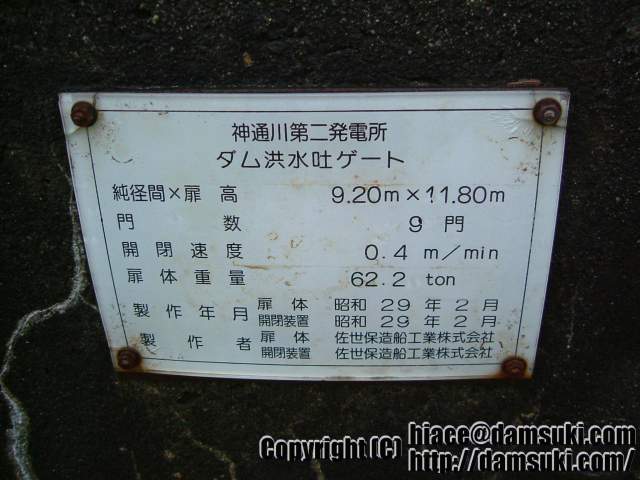 神通川第二発電所
ダム洪水吐ゲート
純径間×扉高 9.20m×11.80m
門数 9門
開閉速度 0.4 m/min
扉体重量 62.2 ton
製作年月 扉体 昭和29年2月
開閉装置 昭和29年2月
製作者 扉体 佐世保造船工業株式会社
開閉装置 佐世保造船工業株式会社
Copyright (C) hiace@damsuki.com
http://damsuki.com/